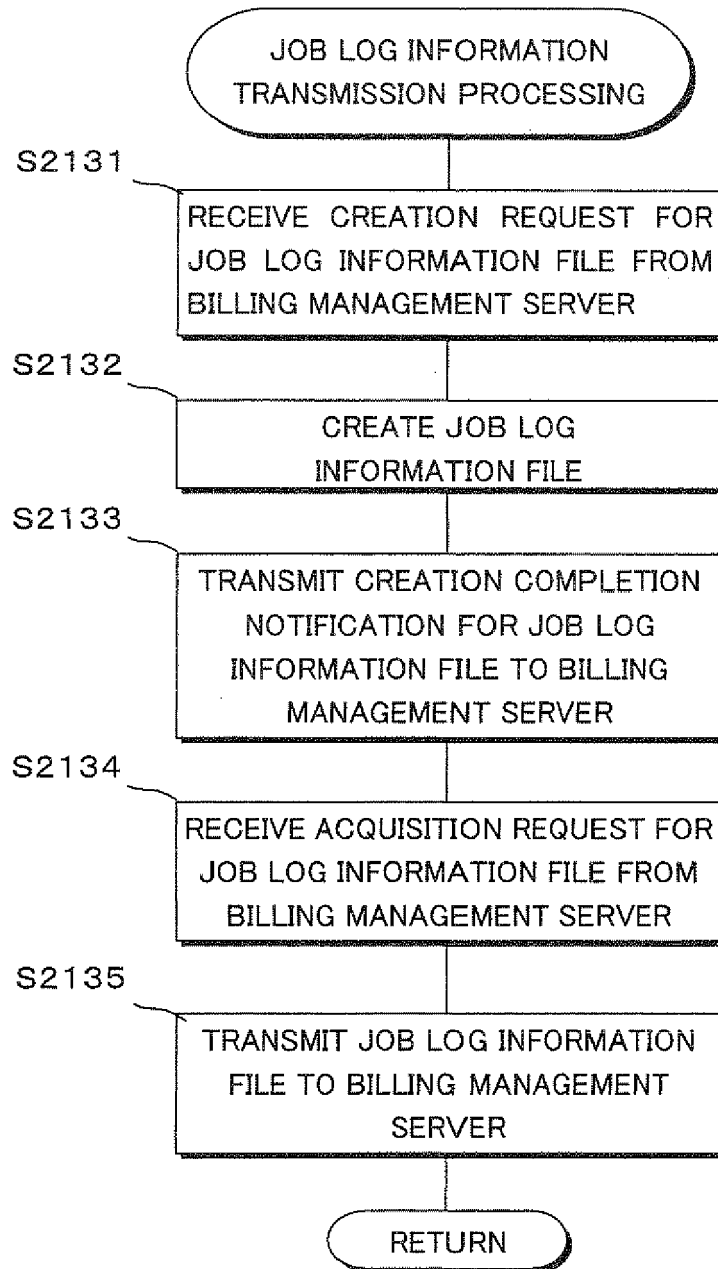 JOB LOG INFORMATION
TRANSMISSION PROCESSING
S2131
RECEIVE CREATION REQUEST FOR
JOB LOG INFORMATION FILE FROM
BILLING MANAGEMENT SERVER
S2132
CREATE JOB LOG
INFORMATION FILE
S2133
TRANSMIT CREATION COMPLETION
NOTIFICATION FOR JOB LOG
INFORMATION FILE TO BILLING
MANAGEMENT SERVER
S2134
RECEIVE ACQUISITION REQUEST FOR
JOB LOG INFORMATION FILE FROM
BILLING MANAGEMENT SERVER
S2135
TRANSMIT JOB LOG INFORMATION
FILE TO BILLING MANAGEMENT
SERVER
RETURN